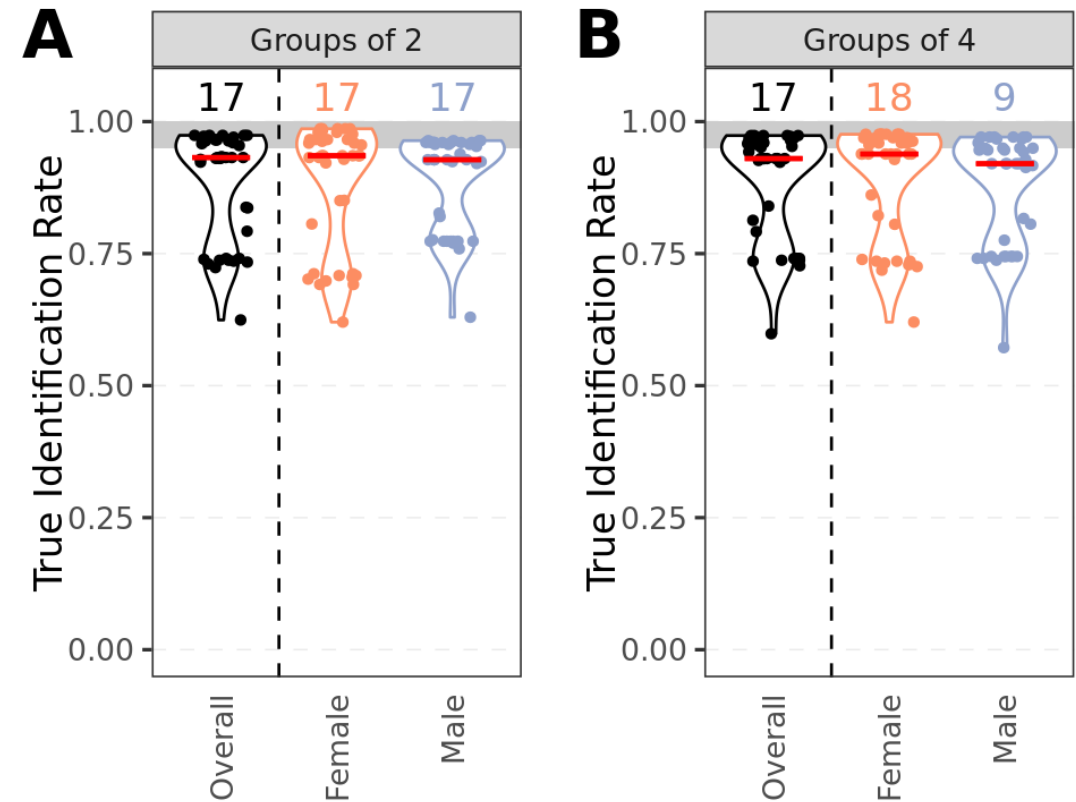 A
Groups of 2
17 17 17
1.00
0.75
0.50
0.25
0.00
True Identification Rate
Overall
Female
Male
B
Groups of 4
17 18 9
1.00
0.75
0.50
0.25
0.00
True Identification Rate
Overall
Female
Male